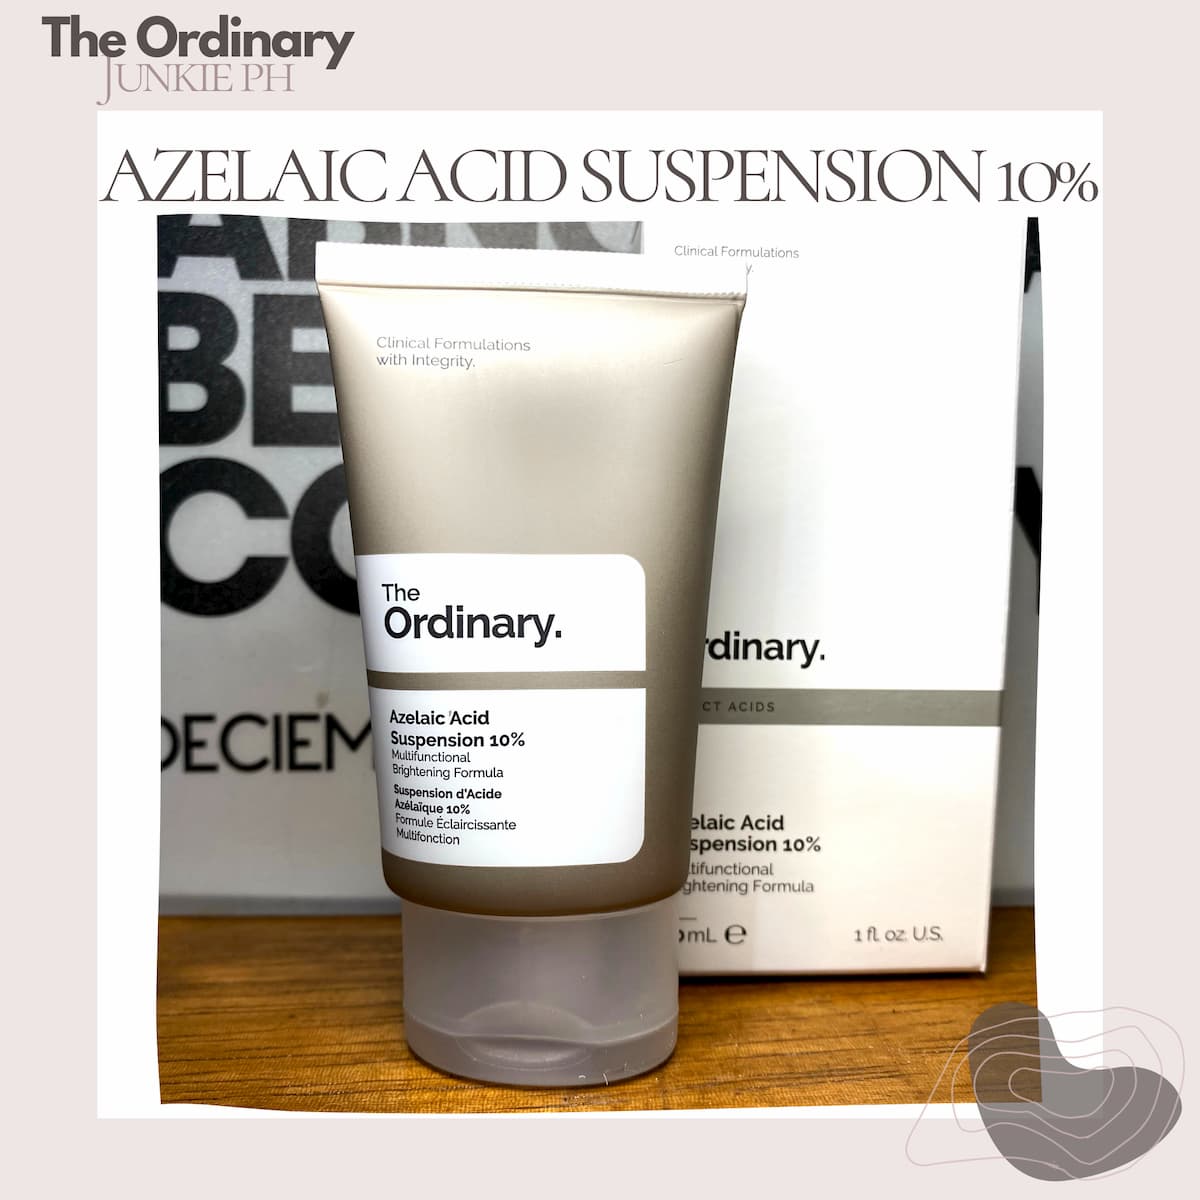 The Ordinary
JUNKIE PH
AZELAIC ACID SUSPENSION 10%
BE
DECIEM
Clinical Formulations
with Integrity.
The
Ordinary.
Azelaic Acid
Suspension 10%
Multifunctional
Brightening Formula
Suspension d'Acide
Azélaïque 10%
Formule Éclaircissante
Multifonction
Clinical Formulations
y.
rdinary.
CT ACIDS
elaic Acid
spension 10%
ltifunctional
ghtening Formula
mL e
1 fl. oz. U.S.